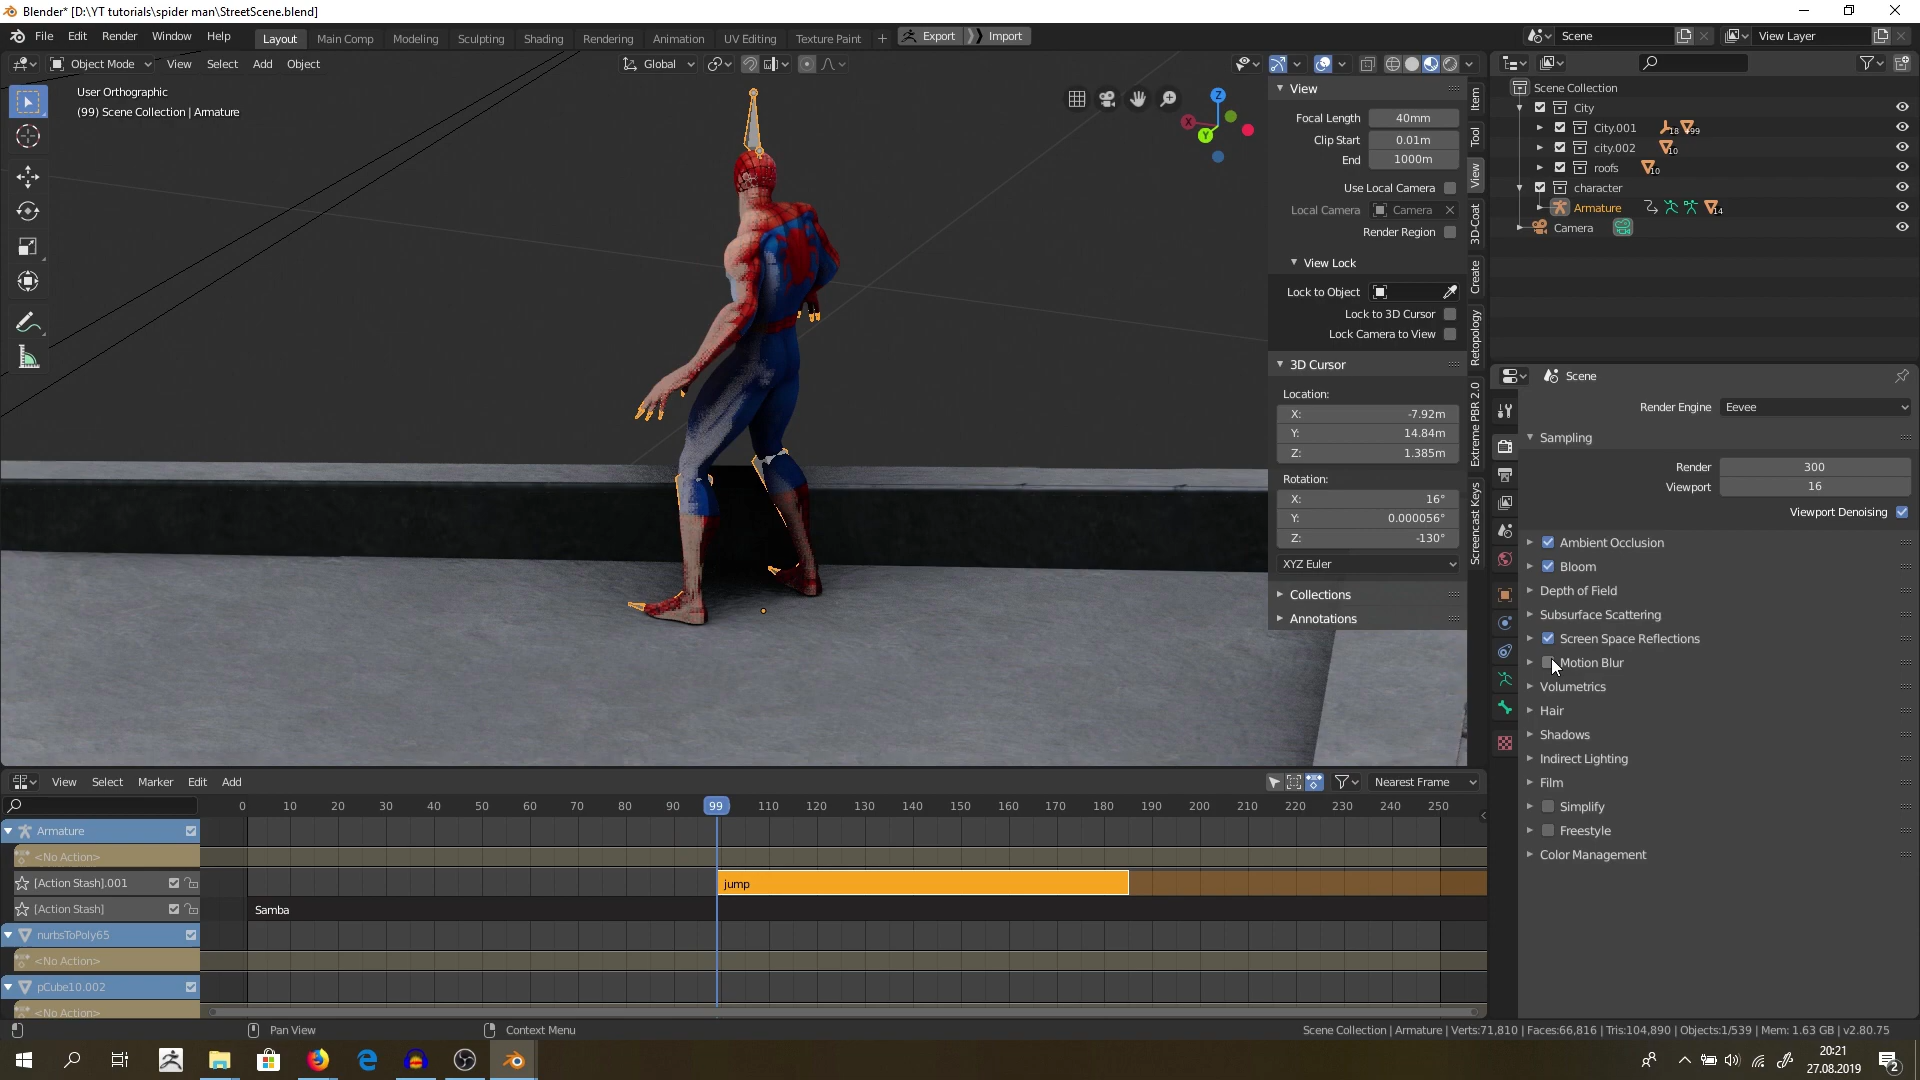 Blender* [D:\YT tutorials\spider man\StreetScene.blend]
File Edit Render Window Help
Layout Main Comp Modeling Sculpting Shading Rendering Animation UV Editing Texture Paint + Export Import
Scene View Layer
Object Mode View Select Add Object Global
User Orthographic
(99) Scene Collection | Armature
Z
X
Y
View
Focal Length 40mm
Clip Start 0.01m
End 1000m
Use Local Camera
Local Camera Camera
Render Region
View Lock
Lock to Object
Lock to 3D Cursor
Lock Camera to View
3D Cursor
Location:
X: -7.92m
Y: 14.84m
Z: 1.385m
Rotation:
X: 16°
Y: 0.000056°
Z: -130°
XYZ Euler
Collections
Annotations
Item
Tool
View
3D-Coat
Create
Retopology
Extreme PBR 2.0
Screencast Keys
Scene Collection
City
City.001 18 99
city.002 10
roofs 10
character
Armature 14
Camera
Scene
Render Engine Eevee
Sampling
Render 300
Viewport 16
Viewport Denoising
Ambient Occlusion
Bloom
Depth of Field
Subsurface Scattering
Screen Space Reflections
Motion Blur
Volumetrics
Hair
Shadows
Indirect Lighting
Film
Simplify
Freestyle
Color Management
View Select Marker Edit Add Nearest Frame
0 10 20 30 40 50 60 70 80 90 99 110 120 130 140 150 160 170 180 190 200 210 220 230 240 250
Armature
<No Action>
[Action Stash].001 jump
[Action Stash] Samba
nurbsToPoly65
<No Action>
pCube10.002
<No Action>
Pan View Context Menu
Scene Collection | Armature | Verts:71,810 | Faces:66,816 | Tris:104,890 | Objects:1/539 | Mem: 1.63 GB | v2.80.75
20:21
27.08.2019
2